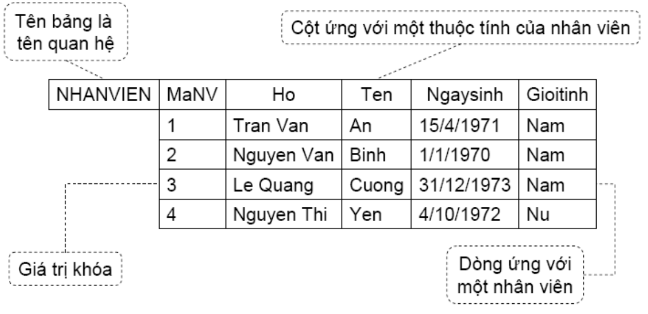 Tên bảng là
tên quan hệ
Cột ứng với một thuộc tính của nhân viên
NHANVIEN MaNV Ho Ten Ngaysinh Gioitinh
1 Tran Van An 15/4/1971 Nam
2 Nguyen Van Binh 1/1/1970 Nam
3 Le Quang Cuong 31/12/1973 Nam
4 Nguyen Thi Yen 4/10/1972 Nu
Giá trị khóa
Dòng ứng với
một nhân viên